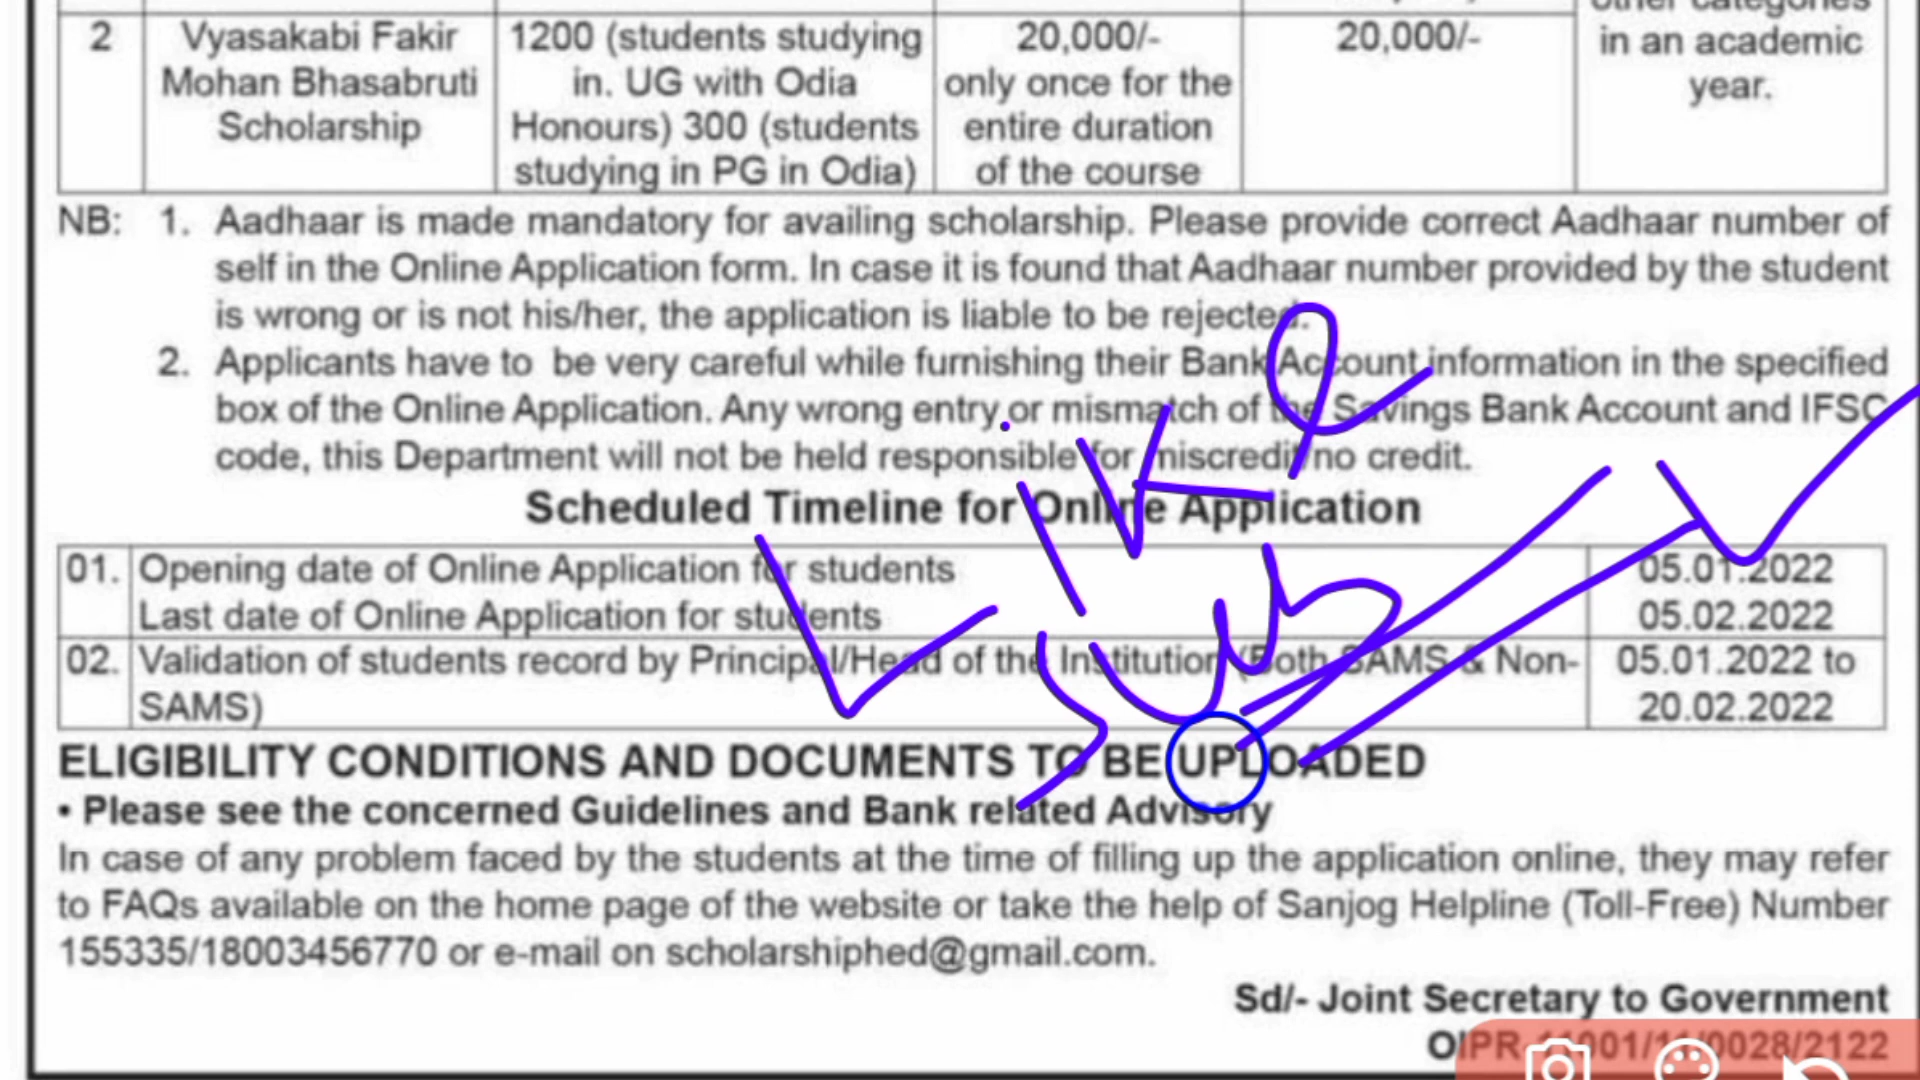 other categories
in an academic
year.
2 Vyasakabi Fakir Mohan Bhasabruti Scholarship
1200 (students studying in. UG with Odia Honours) 300 (students studying in PG in Odia)
20,000/- only once for the entire duration of the course
20,000/-
NB: 1. Aadhaar is made mandatory for availing scholarship. Please provide correct Aadhaar number of
self in the Online Application form. In case it is found that Aadhaar number provided by the student
is wrong or is not his/her, the application is liable to be rejected.
2. Applicants have to be very careful while furnishing their Bank Account information in the specified
box of the Online Application. Any wrong entry or mismatch of the Savings Bank Account and IFSC
code, this Department will not be held responsible for miscredit/no credit.
Scheduled Timeline for Online Application
01. Opening date of Online Application for students 05.01.2022
Last date of Online Application for students 05.02.2022
02. Validation of students record by Principal/Head of the Institution (Both SAMS & Non- 05.01.2022 to
SAMS) 20.02.2022
ELIGIBILITY CONDITIONS AND DOCUMENTS TO BE UPLOADED
• Please see the concerned Guidelines and Bank related Advisory
In case of any problem faced by the students at the time of filling up the application online, they may refer
to FAQs available on the home page of the website or take the help of Sanjog Helpline (Toll-Free) Number
155335/18003456770 or e-mail on scholarshiphed@gmail.com.
Sd/- Joint Secretary to Government
OIPR-11001/11/0028/2122
Like
SUB